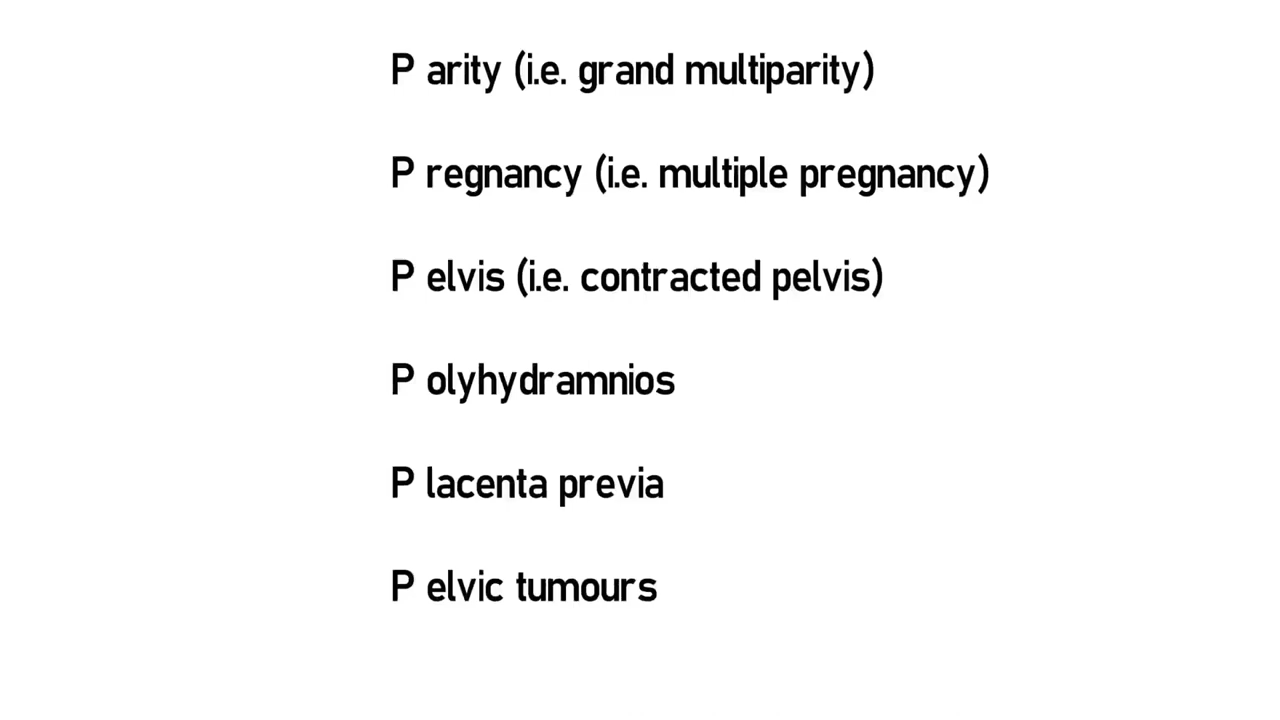 P arity (i.e. grand multiparity)
P regnancy (i.e. multiple pregnancy)
P elvis (i.e. contracted pelvis)
P olyhydramnios
P lacenta previa
P elvic tumours